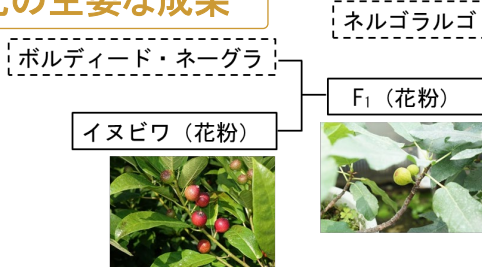 の主要な成果
ネルゴラルゴ
ボルディード・ネーグラ
F₁（花粉）
イヌビワ（花粉）